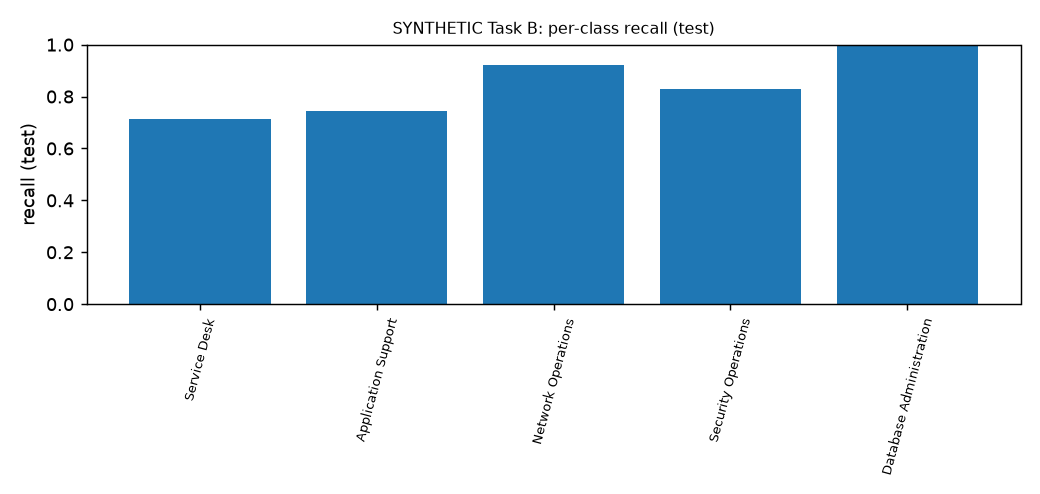 SYNTHETIC Task B: per-class recall (test)
recall (test)
1.0
0.8
0.6
0.4
0.2
0.0
Service Desk
Application Support
Network Operations
Security Operations
Database Administration